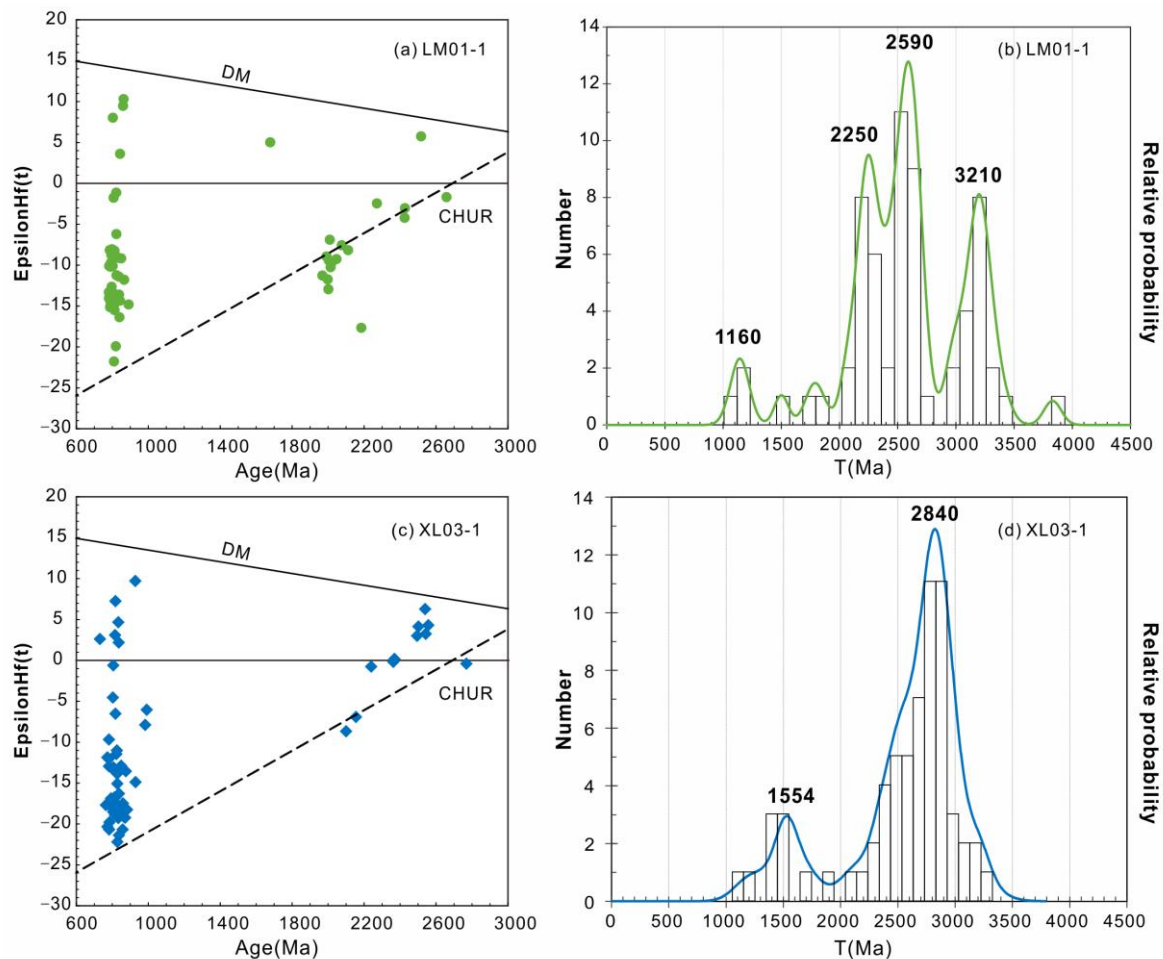 (a) LM01-1
DM
CHUR
EpsilonHf(t)
20
15
10
5
0
−5
−10
−15
−20
−25
−30
600 1000 1400 1800 2200 2600 3000
Age(Ma)
(b) LM01-1
2590
2250
3210
1160
Number
14
12
10
8
6
4
2
0
0 500 1000 1500 2000 2500 3000 3500 4000 4500
T(Ma)
Relative probability
(c) XL03-1
DM
CHUR
EpsilonHf(t)
20
15
10
5
0
−5
−10
−15
−20
−25
−30
600 1000 1400 1800 2200 2600 3000
Age(Ma)
2840
(d) XL03-1
1554
Number
14
12
10
8
6
4
2
0
0 500 1000 1500 2000 2500 3000 3500 4000 4500
T(Ma)
Relative probability